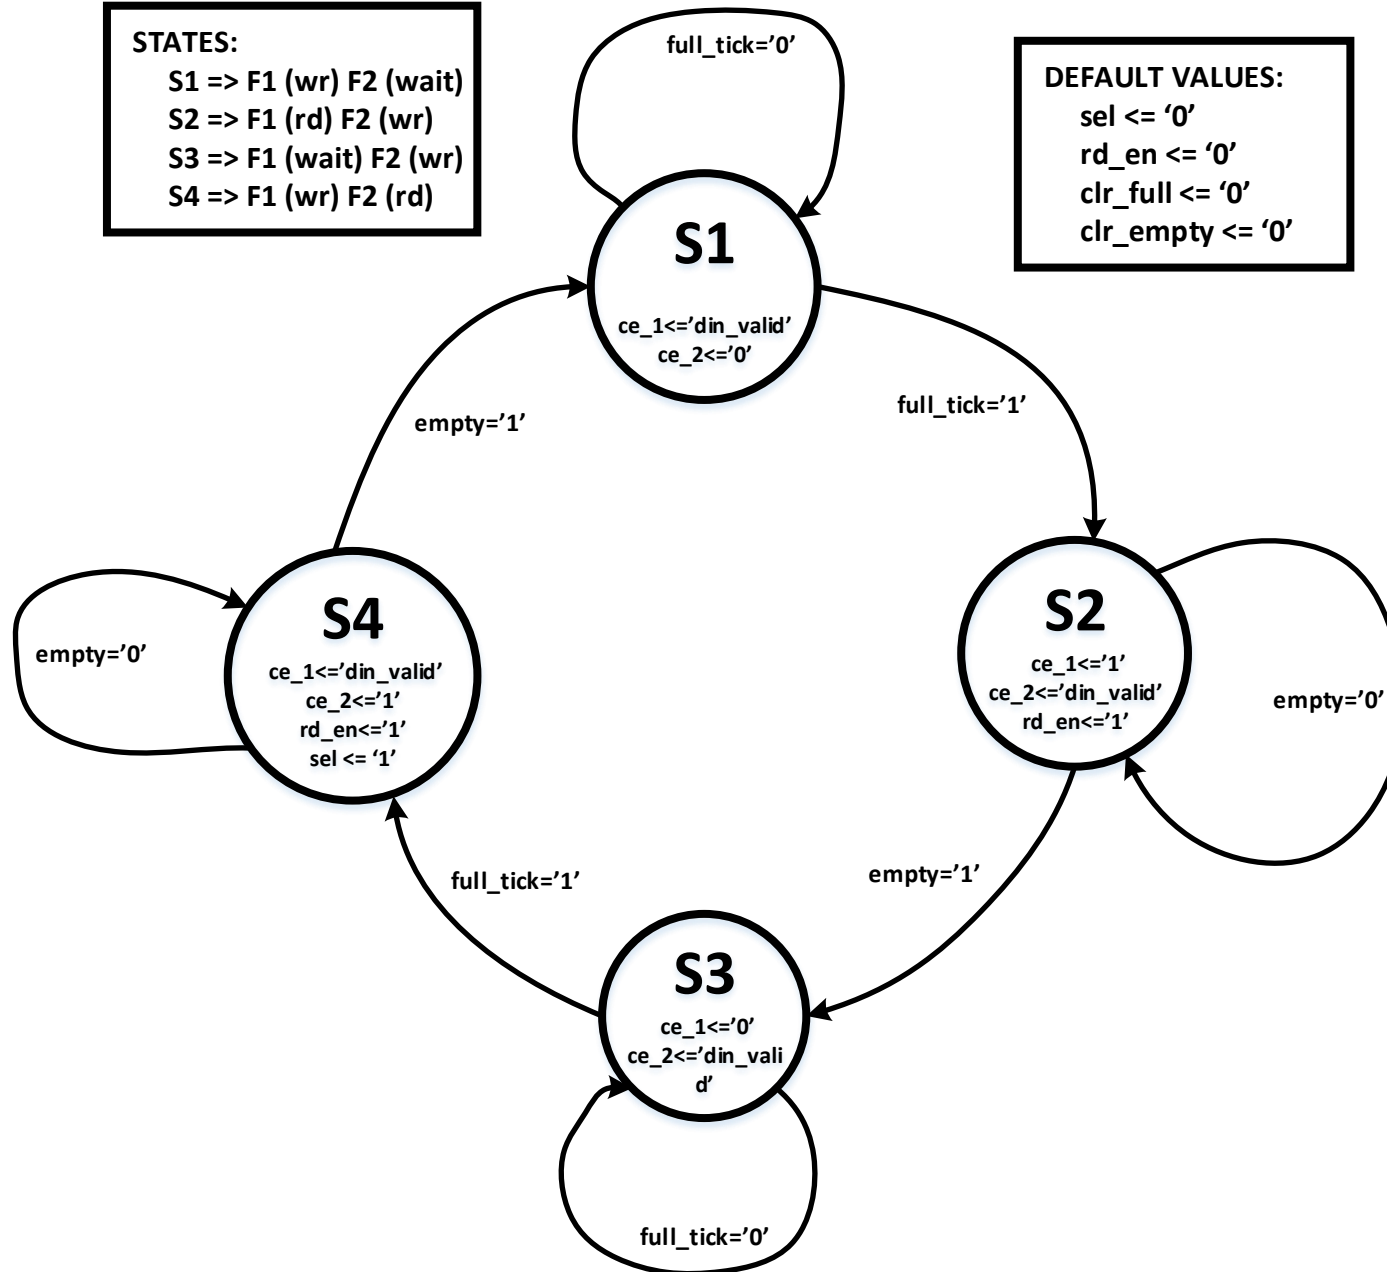 STATES:
S1 => F1 (wr) F2 (wait)
S2 => F1 (rd) F2 (wr)
S3 => F1 (wait) F2 (wr)
S4 => F1 (wr) F2 (rd)
full_tick=’0’
DEFAULT VALUES:
sel <= ‘0’
rd_en <= ‘0’
clr_full <= ‘0’
clr_empty <= ‘0’
S1
ce_1<=’din_valid’
ce_2<=’0’
empty=’1’
full_tick=’1’
S4
ce_1<=’din_valid’
ce_2<=’1’
rd_en<=’1’
sel <= ‘1’
empty=’0’
S2
ce_1<=’1’
ce_2<=’din_valid’
rd_en<=’1’
empty=’0’
full_tick=’1’
empty=’1’
S3
ce_1<=’0’
ce_2<=’din_vali
d’
full_tick=’0’